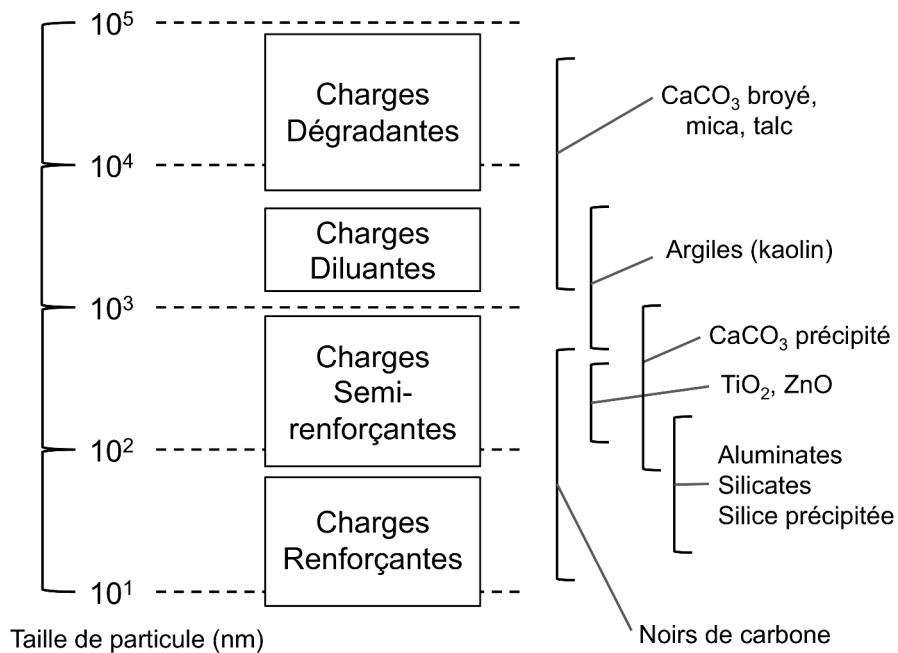 10⁵
10⁴
10³
10²
10¹
Taille de particule (nm)
Charges
Dégradantes
Charges
Diluantes
Charges
Semi-
renforçantes
Charges
Renforçantes
CaCO₃ broyé,
mica, talc
Argiles (kaolin)
CaCO₃ précipité
TiO₂, ZnO
Aluminates
Silicates
Silice précipitée
Noirs de carbone